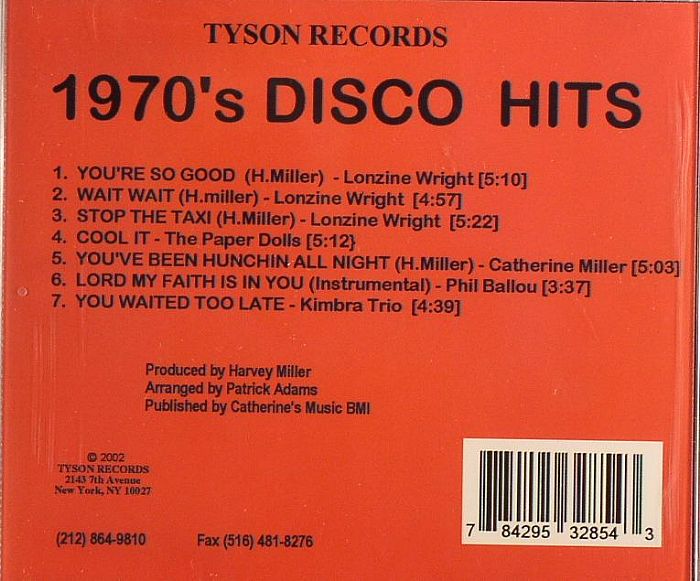 TYSON RECORDS
1970's DISCO HITS
1. YOU'RE SO GOOD (H.Miller) - Lonzine Wright [5:10]
2. WAIT WAIT (H.miller) - Lonzine Wright [4:57]
3. STOP THE TAXI (H.Miller) - Lonzine Wright [5:22]
4. COOL IT - The Paper Dolls [5:12}
5. YOU'VE BEEN HUNCHIN ALL NIGHT (H.Miller) - Catherine Miller [5:03]
6. LORD MY FAITH IS IN YOU (Instrumental) - Phil Ballou [3:37]
7. YOU WAITED TOO LATE - Kimbra Trio [4:39]
Produced by Harvey Miller
Arranged by Patrick Adams
Published by Catherine's Music BMI
© 2002
TYSON RECORDS
2143 7th Avenue
New York, NY 10027
(212) 864-9810 Fax (516) 481-8276
7 84295 32854 3